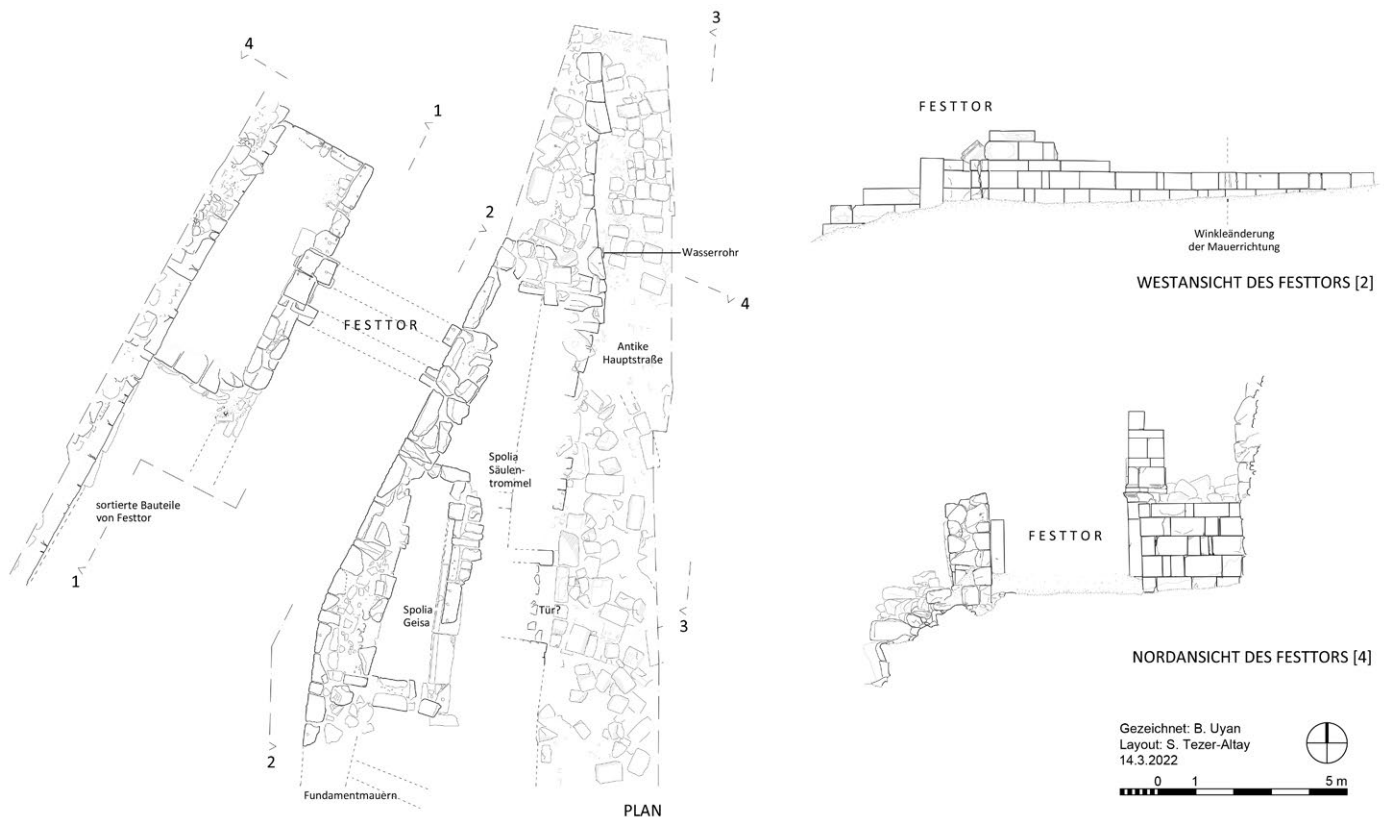 4
1
3
2
FESTTOR
Wasserrohr
4
Antike
Hauptstraße
Spolia
Säulen-
trommel
sortierte Bauteile
von Festtor
1
Spolia
Geisa
Tür?
3
2
Fundamentmauern
PLAN
FESTTOR
Winkleänderung
der Mauerrichtung
WESTANSICHT DES FESTTORS [2]
FESTTOR
NORDANSICHT DES FESTTORS [4]
Gezeichnet: B. Uyan
Layout: S. Tezer-Altay
14.3.2022
0 1 5 m